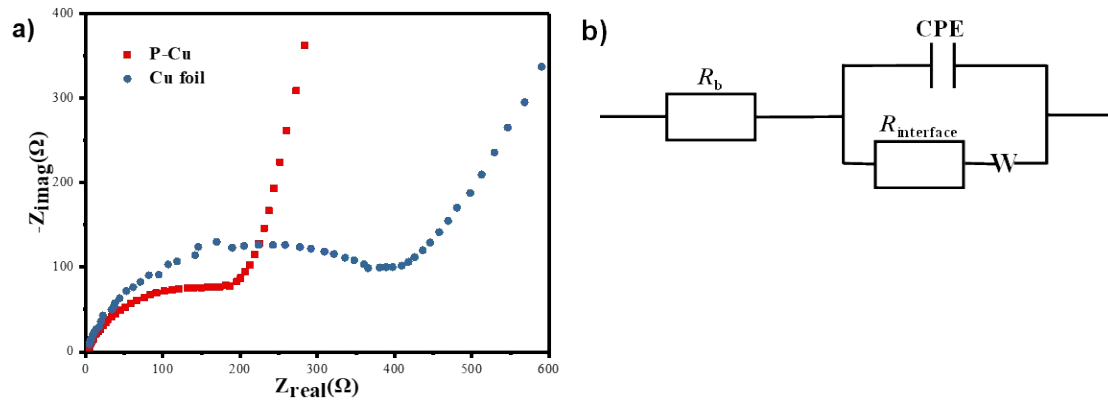 a)
400
300
200
100
0
-Zimag(Ω)
P-Cu
Cu foil
0 100 200 300 400 500 600
Zreal(Ω)
b)
CPE
Rb
Rinterface
W